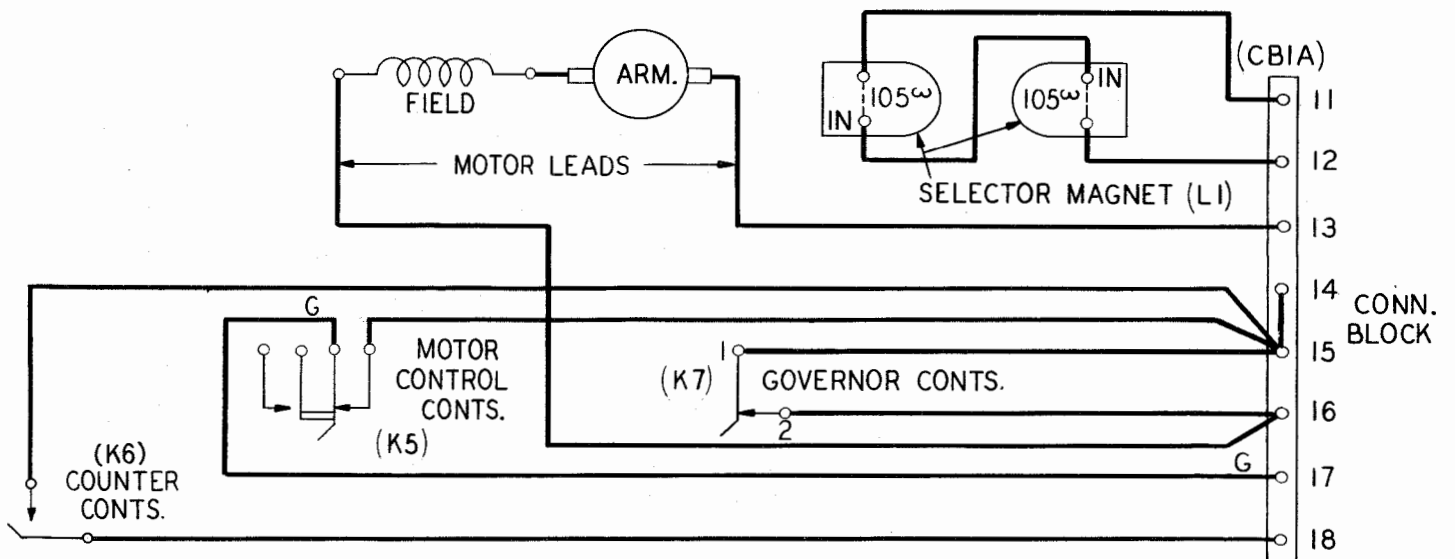 FIELD
ARM.
MOTOR LEADS
105ω
IN
105ω
IN
SELECTOR MAGNET (L1)
(CB1A)
11
12
13
14
15
16
17
18
CONN.
BLOCK
G
MOTOR
CONTROL
CONTS.
(K5)
1
(K7)
GOVERNOR CONTS.
2
G
(K6)
COUNTER
CONTS.